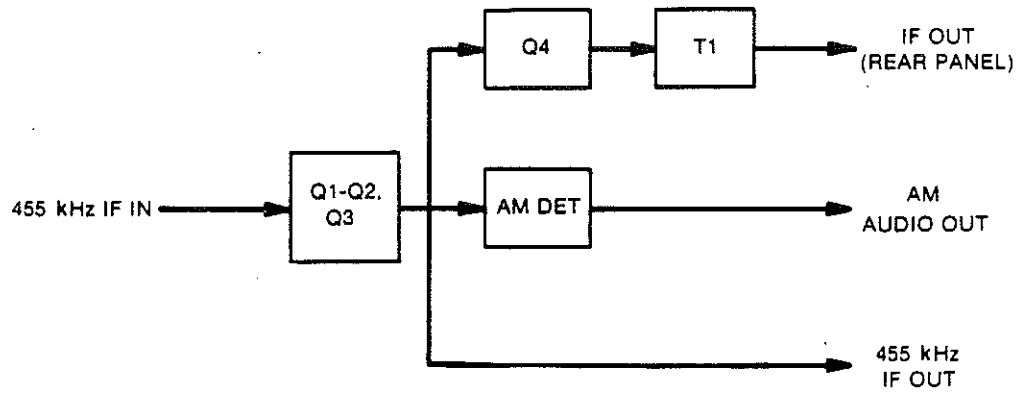 Q4
T1
IF OUT
(REAR PANEL)
455 kHz IF IN
Q1-Q2,
Q3
AM DET
AM
AUDIO OUT
455 kHz
IF OUT